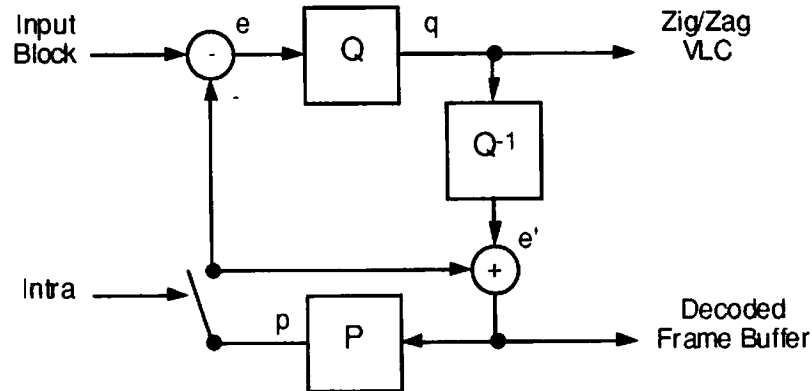 Input
Block
e
Q
q
Zig/Zag
VLC
-
-
Q-1
e'
+
Intra
p
P
Decoded
Frame Buffer